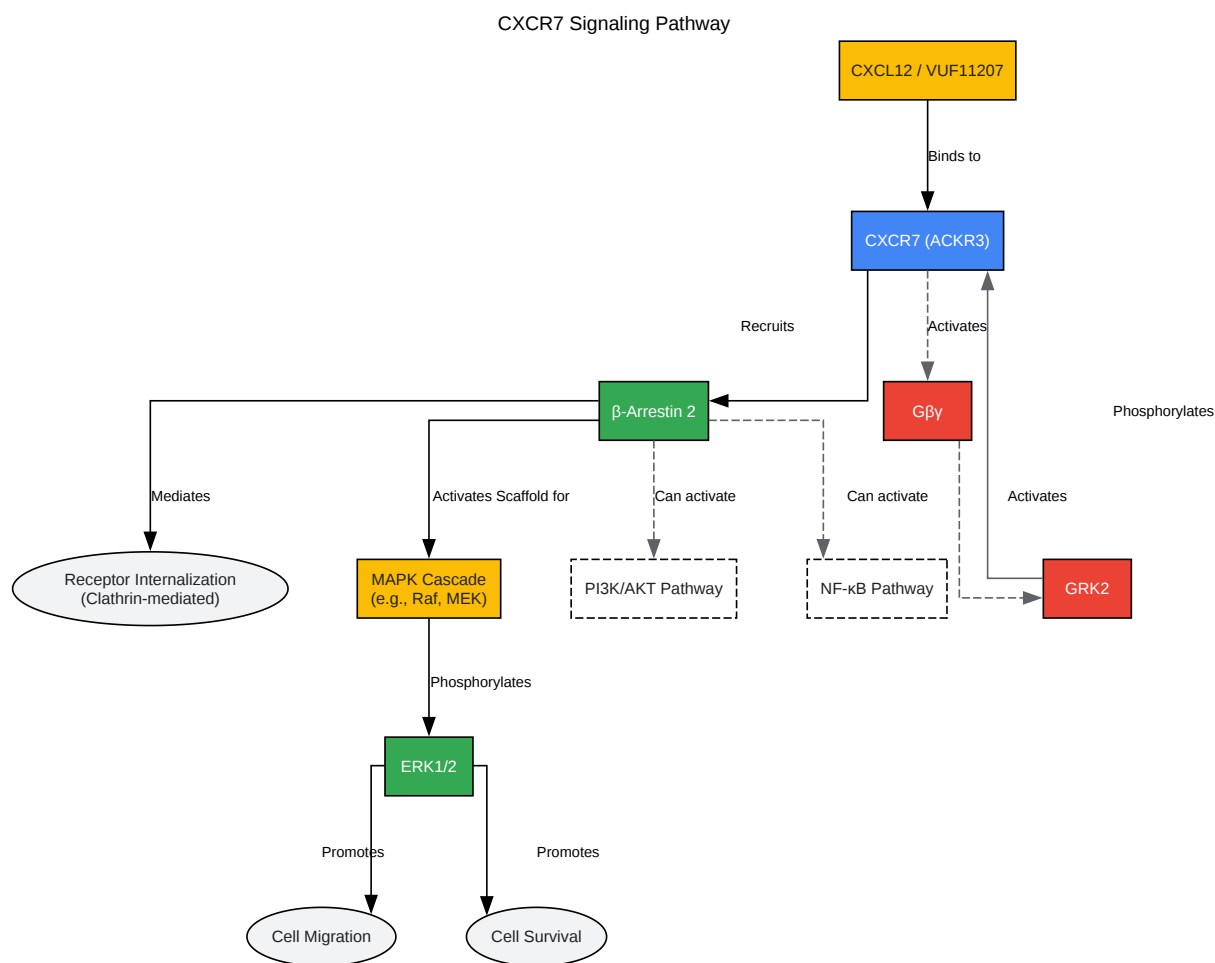 CXCR7 Signaling Pathway
CXCL12 / VUF11207
Binds to
CXCR7 (ACKR3)
Recruits
Activates
β-Arrestin 2
Gβγ
Phosphorylates
Mediates
Activates Scaffold for
Can activate
Can activate
Activates
Receptor Internalization
(Clathrin-mediated)
MAPK Cascade
(e.g., Raf, MEK)
PI3K/AKT Pathway
NF-κB Pathway
GRK2
Phosphorylates
ERK1/2
Promotes
Promotes
Cell Migration
Cell Survival